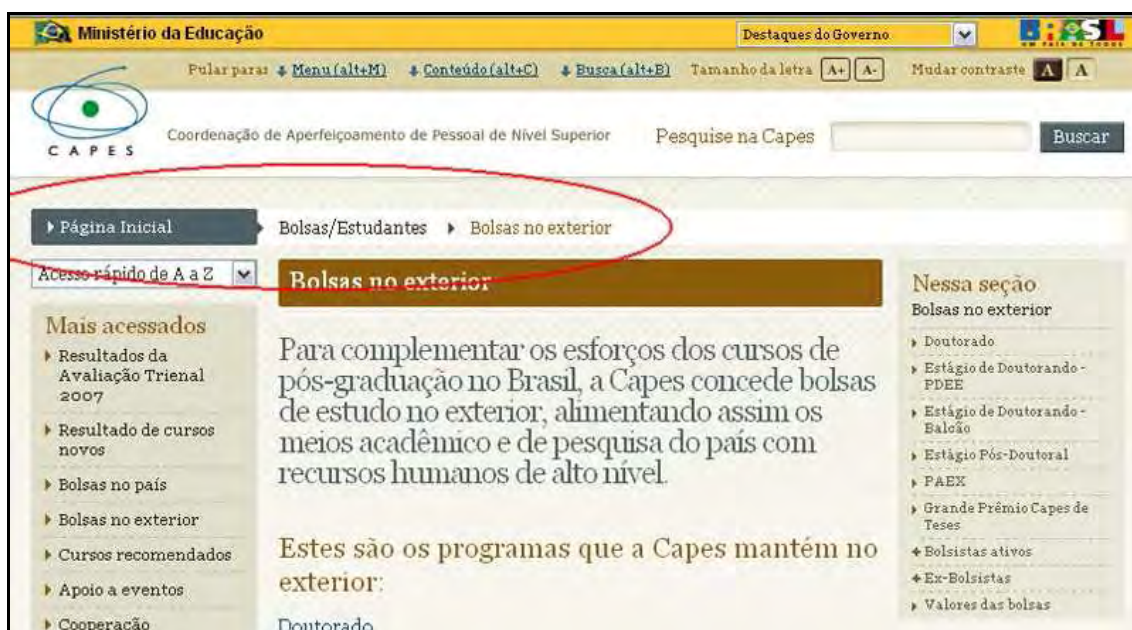 Ministério da Educação
Destaques do Governo
BRASIL
UM PAÍS DE TODOS
Pular para: Menu (alt+M) Conteúdo (alt+C) Busca (alt+B) Tamanho da letra A+ A- Mudar contraste A A
CAPES
Coordenação de Aperfeiçoamento de Pessoal de Nível Superior
Pesquise na Capes
Buscar
Página Inicial
Bolsas/Estudantes
Bolsas no exterior
Acesso rápido de A a Z
Mais acessados
Resultados da
Avaliação Trienal
2007
Resultado de cursos
novos
Bolsas no país
Bolsas no exterior
Cursos recomendados
Apoio a eventos
Cooperação
Bolsas no exterior
Para complementar os esforços dos cursos de
pós-graduação no Brasil, a Capes concede bolsas
de estudo no exterior, alimentando assim os
meios acadêmico e de pesquisa do país com
recursos humanos de alto nível.
Estes são os programas que a Capes mantém no
exterior:
Doutorado
Nessa seção
Bolsas no exterior
Doutorado
Estágio de Doutorando -
PDEE
Estágio de Doutorando -
Balcão
Estágio Pós-Doutoral
PAEX
Grande Prêmio Capes de
Teses
Bolsistas ativos
Ex-Bolsistas
Valores das bolsas